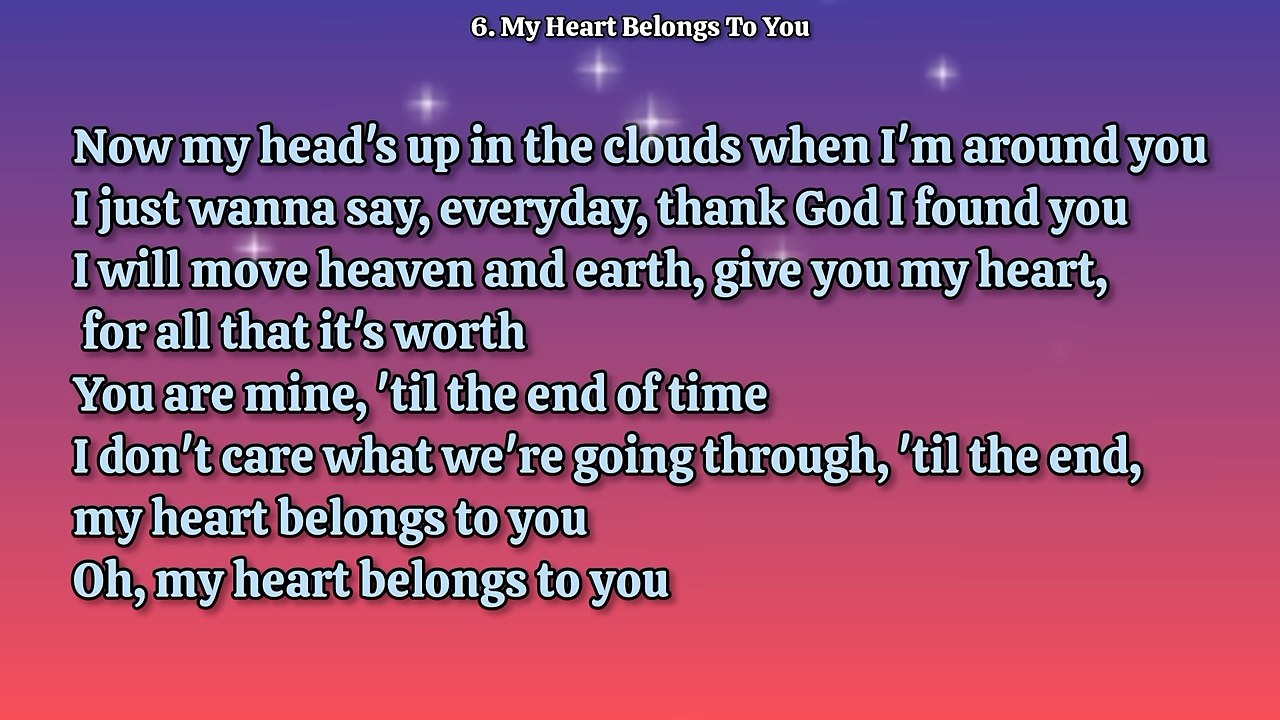 6. My Heart Belongs To You
Now my head's up in the clouds when I'm around you
I just wanna say, everyday, thank God I found you
I will move heaven and earth, give you my heart,
for all that it's worth
You are mine, 'til the end of time
I don't care what we're going through, 'til the end,
my heart belongs to you
Oh, my heart belongs to you